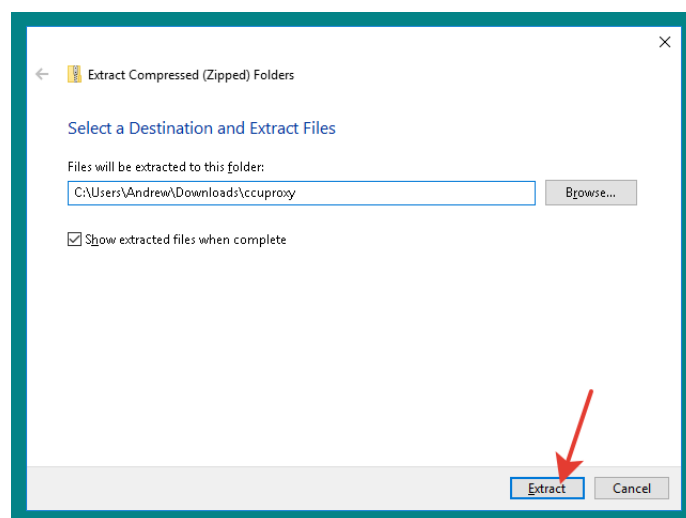 Extract Compressed (Zipped) Folders
Select a Destination and Extract Files
Files will be extracted to this folder:
C:\Users\Andrew\Downloads\ccuproxy
Browse...
Show extracted files when complete
Extract
Cancel